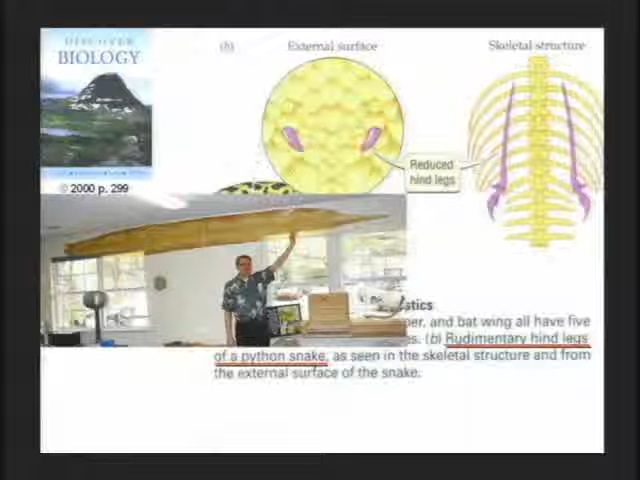 DISCOVER
BIOLOGY
© 2000 p. 299
(b)
External surface
Skeletal structure
Reduced
hind legs
stics
per, and bat wing all have five
es. (b) Rudimentary hind legs
of a python snake, as seen in the skeletal structure and from
the external surface of the snake.